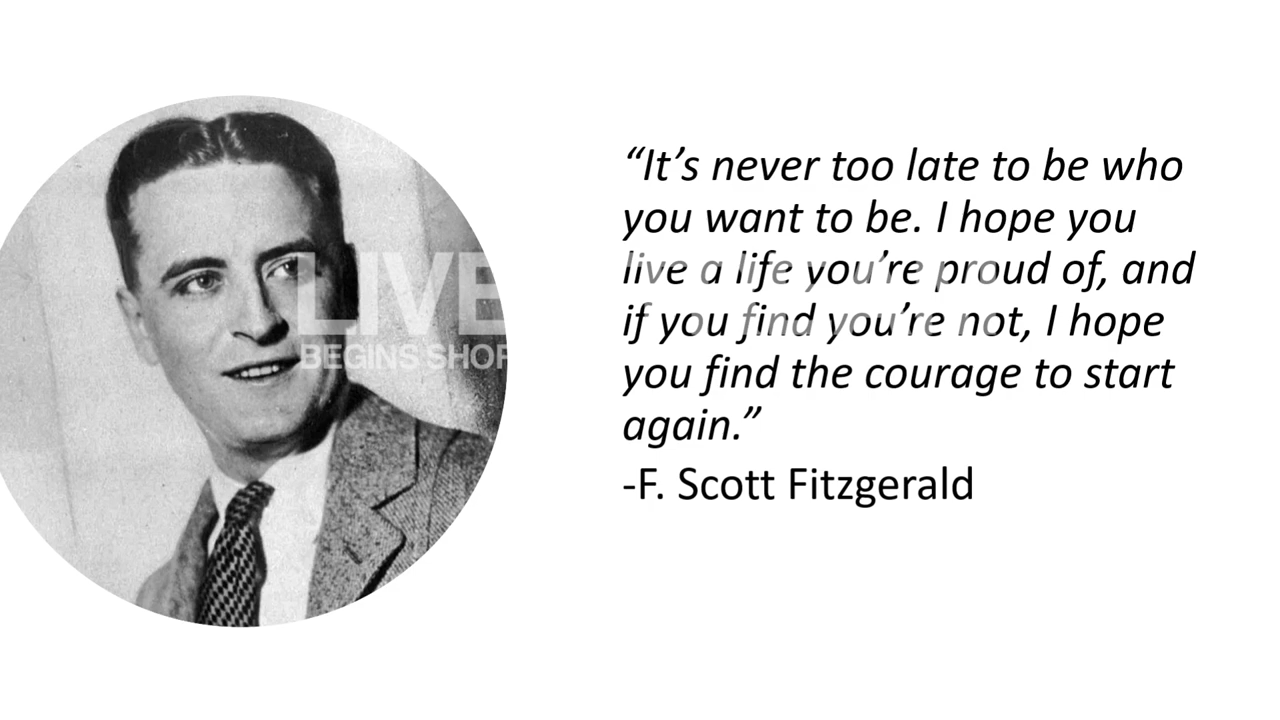 “It’s never too late to be who
you want to be. I hope you
live a life you’re proud of, and
if you find you’re not, I hope
you find the courage to start
again.”
-F. Scott Fitzgerald
LIVE
BEGINS SHOR